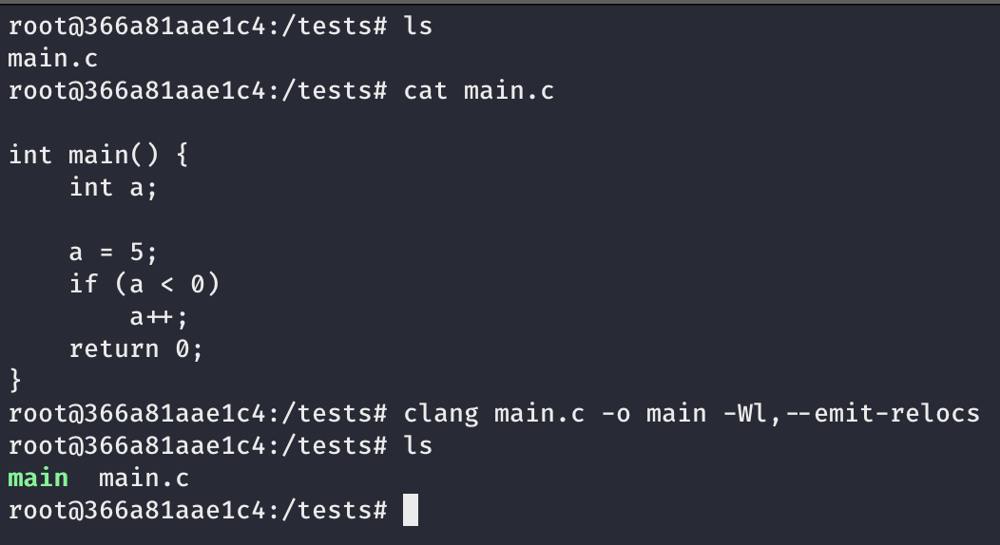 root@366a81aae1c4:/tests# ls
main.c
root@366a81aae1c4:/tests# cat main.c

int main() {
    int a;

    a = 5;
    if (a < 0)
        a++;
    return 0;
}
root@366a81aae1c4:/tests# clang main.c -o main -Wl,--emit-relocs
root@366a81aae1c4:/tests# ls
main  main.c
root@366a81aae1c4:/tests#